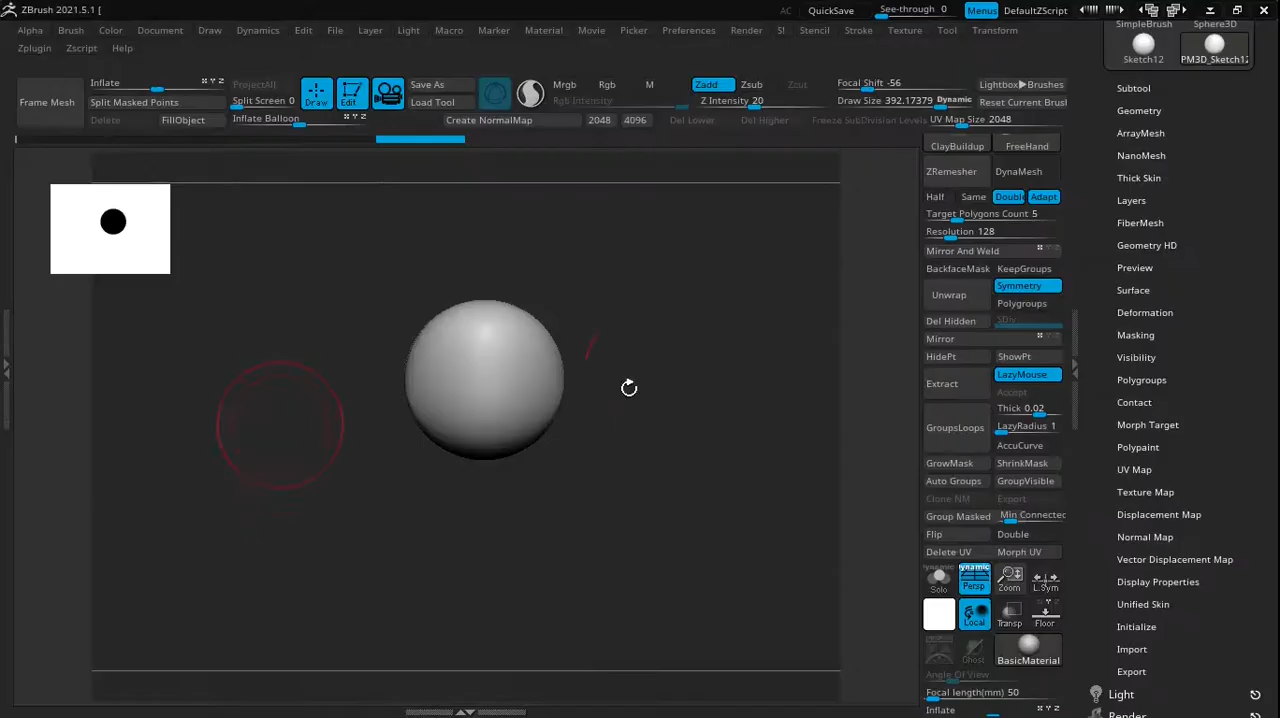 ZBrush 2021.5.1 [
AC QuickSave See-through 0 Menus DefaultZScript
Alpha Brush Color Document Draw Dynamics Edit File Layer Light Macro Marker Material Movie Picker Preferences Render SI Stencil Stroke Texture Tool Transform
Zplugin Zscript Help
SimpleBrush Sphere3D
Sketch12 PM3D_Sketch12
Frame Mesh
Inflate X Y Z
Split Masked Points
Delete FillObject
ProjectAll
Split Screen 0
Inflate Balloon X Y Z
Draw Edit
Save As
Load Tool
Create NormalMap 2048 4096
Mrgb Rgb M
Rgb Intensity
Zadd Zsub Zcut
Z Intensity 20
Del Lower Del Higher Freeze SubDivision Levels
Focal Shift -56
Draw Size 392.17379 Dynamic
UV Map Size 2048
Lightbox▶Brushes
Reset Current Brush
ClayBuildup FreeHand
ZRemesher DynaMesh
Half Same Double Adapt
Target Polygons Count 5
Resolution 128
Mirror And Weld
BackfaceMask KeepGroups
Unwrap Symmetry
Polygroups
Del Hidden SDiv
Mirror
HidePt ShowPt
Extract LazyMouse
Accept
Thick 0.02
GroupsLoops LazyRadius 1
AccuCurve
GrowMask ShrinkMask
Auto Groups GroupVisible
Clone NM Export
Group Masked Min Connected
Flip Double
Delete UV Morph UV
Dynamic Solo Dynamic Persp Zoom L.Sym
Local Transp Floor
Ghost BasicMaterial
Angle Of View
Focal length(mm) 50
Inflate
Subtool
Geometry
ArrayMesh
NanoMesh
Thick Skin
Layers
FiberMesh
Geometry HD
Preview
Surface
Deformation
Masking
Visibility
Polygroups
Contact
Morph Target
Polypaint
UV Map
Texture Map
Displacement Map
Normal Map
Vector Displacement Map
Display Properties
Unified Skin
Initialize
Import
Export
Light
Render